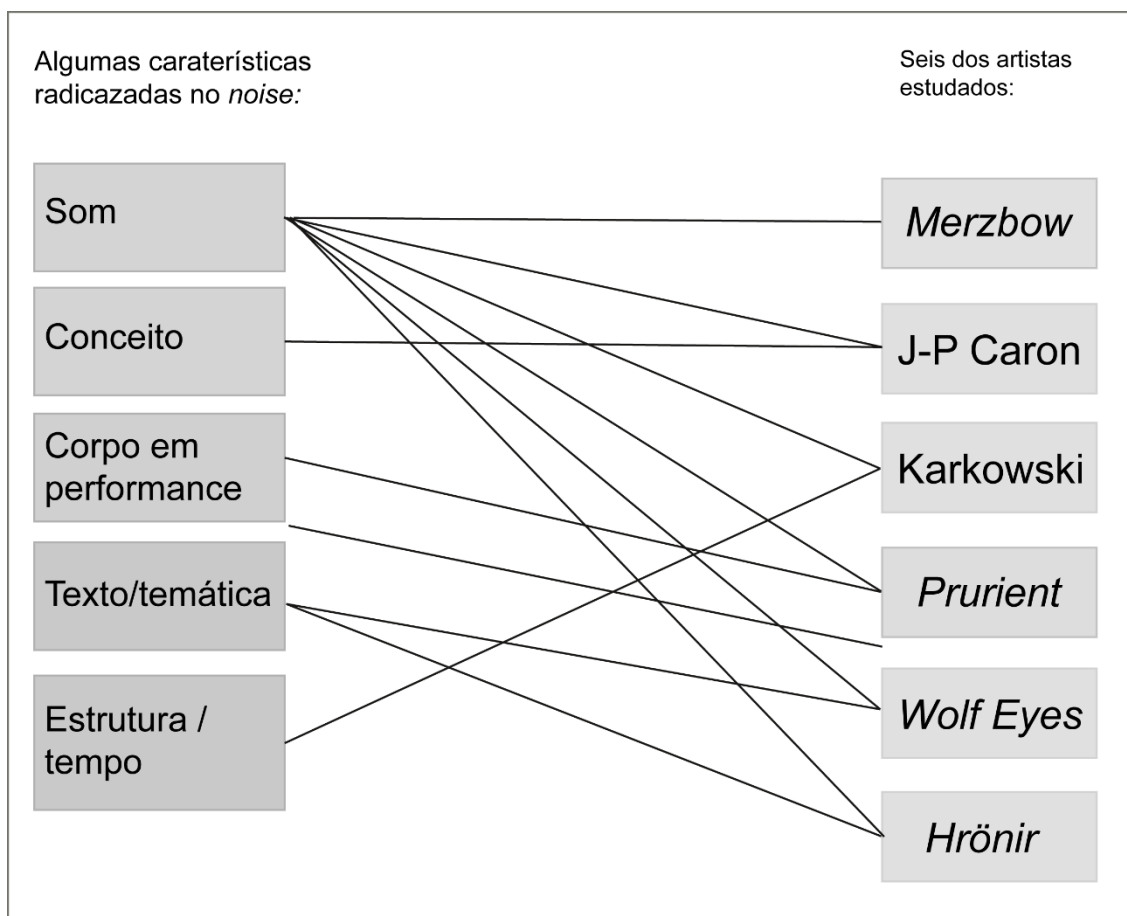 Algumas caraterísticas
radicazadas no noise:
Seis dos artistas
estudados:
Som
Conceito
Corpo em
performance
Texto/temática
Estrutura /
tempo
Merzbow
J-P Caron
Karkowski
Prurient
Wolf Eyes
Hrönir